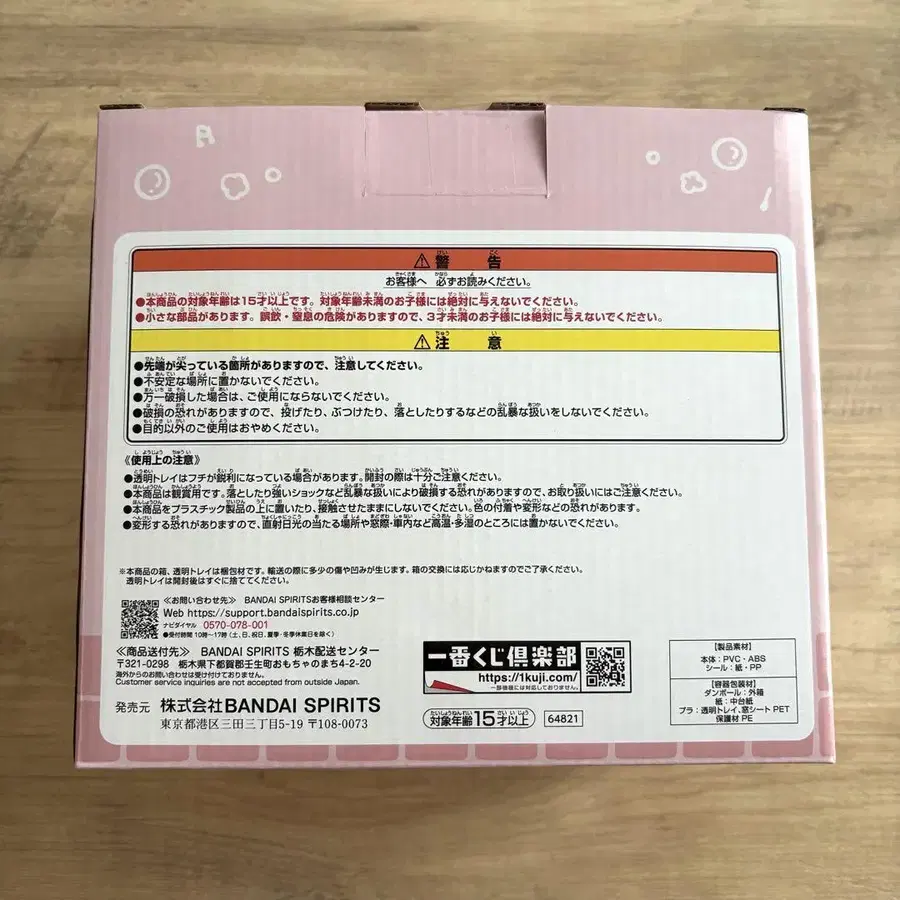 A
⚠警告
お客様へ 必ずお読みください。
●本商品の対象年齢は15才以上です。対象年齢未満のお子様には絶対に与えないでください。
●小さな部品があります。誤飲・窒息の危険がありますので、3才未満のお子様には絶対に与えないでください。
⚠注意
●先端が尖っている箇所がありますので、注意してください。
●不安定な場所に置かないでください。
●万一破損した場合は、ご使用にならないでください。
●破損の恐れがありますので、投げたり、ぶつけたり、落としたりするなどの乱暴な扱いをしないでください。
●目的以外のご使用はおやめください。
《使用上の注意》
●透明トレイはフチが鋭利になっている場合があります。開封の際は十分ご注意ください。
●本商品は観賞用です。落としたり強いショックなど乱暴な扱いにより破損する恐れがありますので、お取り扱いにはご注意ください。
●本商品をプラスチック製品の上に置いたり、接触させたままにしないでください。色の付着や変形などの恐れがあります。
●変形する恐れがありますので、直射日光の当たる場所や窓際・車内など高温・多湿のところには置かないでください。
※本商品の箱、透明トレイは梱包材です。輸送の際に多少の傷や凹みが生じます。箱の交換には応じかねますのでご了承ください。
透明トレイは開封後はすぐに捨ててください。
≪お問い合わせ先≫ BANDAI SPIRITSお客様相談センター
Web https://support.bandaispirits.co.jp
ナビダイヤル 0570-078-001
●受付時間 10時〜17時(土、日、祝日、夏季・冬季休業日を除く)
≪商品送付先≫ BANDAI SPIRITS 栃木配送センター
〒321-0298 栃木県下都賀郡壬生町おもちゃのまち4-2-20
海外からのお問い合わせは受け付けておりません。
Customer service inquiries are not accepted from outside Japan.
発売元 株式会社BANDAI SPIRITS
東京都港区三田三丁目5-19 〒108-0073
一番くじ倶楽部
https://1kuji.com/
一部機種には対応しておりません。
対象年齢15才以上
64821
【製品素材】
本体:PVC・ABS
シール:紙・PP
【容器包装材】
ダンボール:外箱
紙:中台紙
プラ:透明トレイ、窓シート PET
保護材 PE